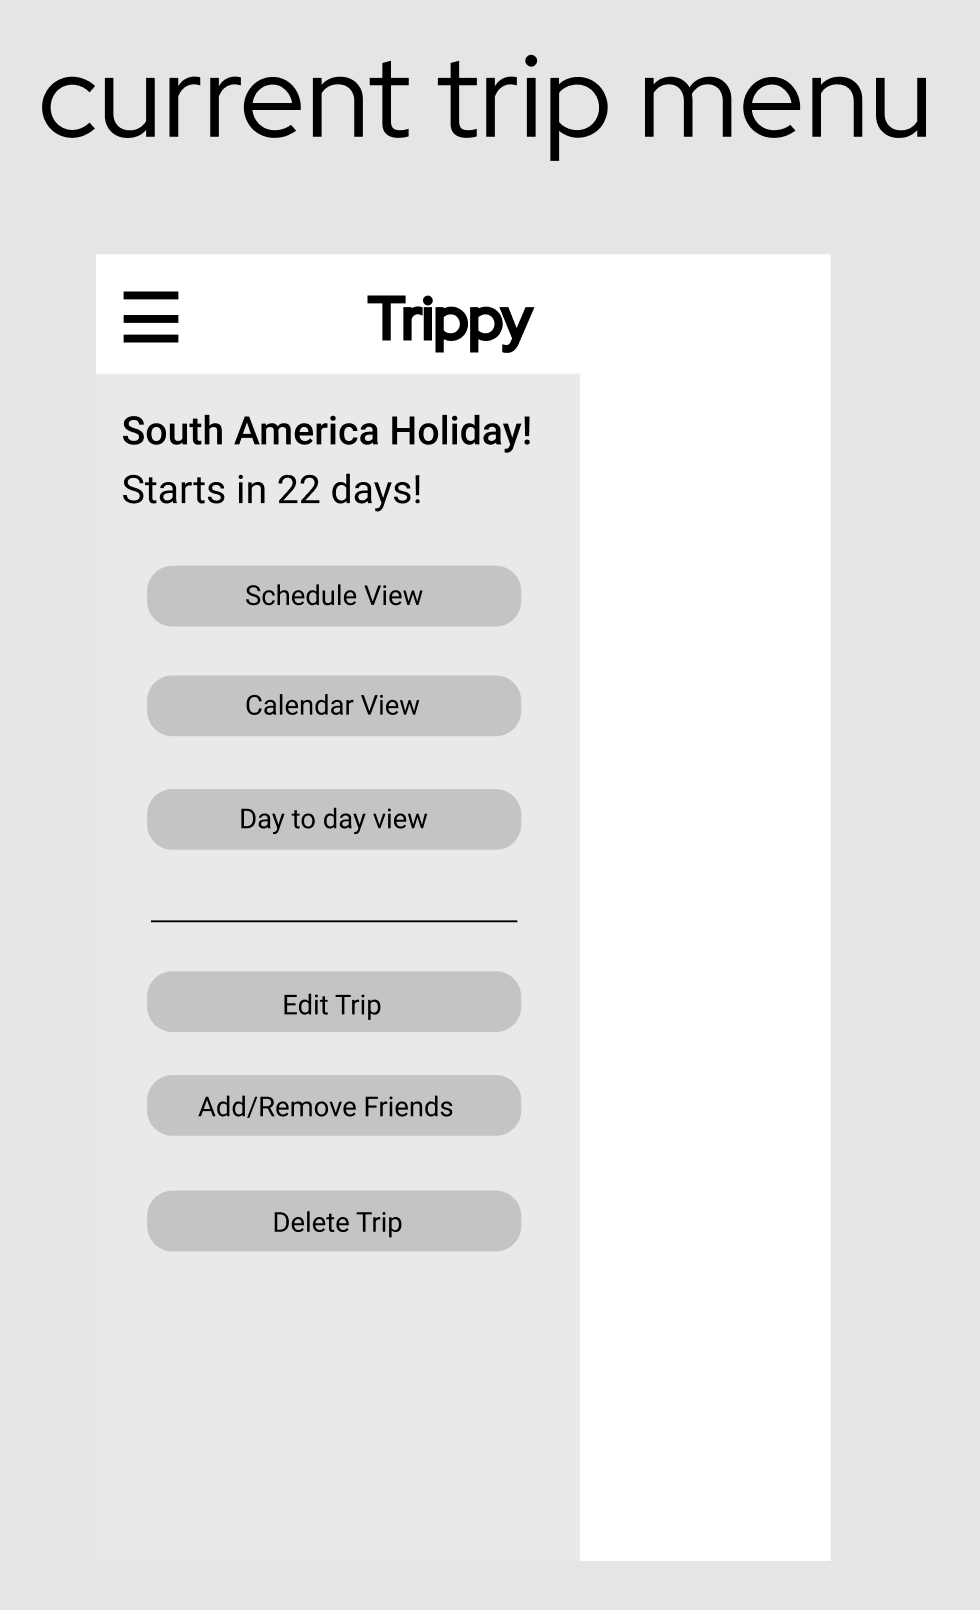 current trip menu
Trippy
South America Holiday!
Starts in 22 days!
Schedule View
Calendar View
Day to day view
Edit Trip
Add/Remove Friends
Delete Trip